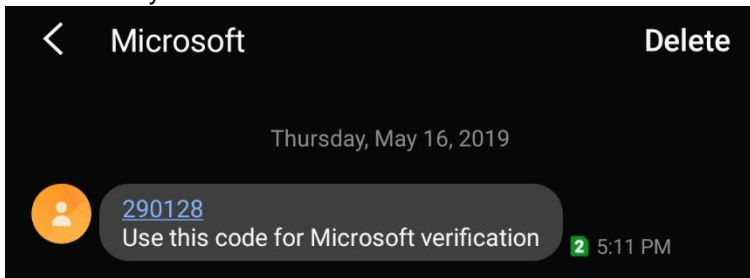 Microsoft Delete
Thursday, May 16, 2019
290128
Use this code for Microsoft verification
2 5:11 PM